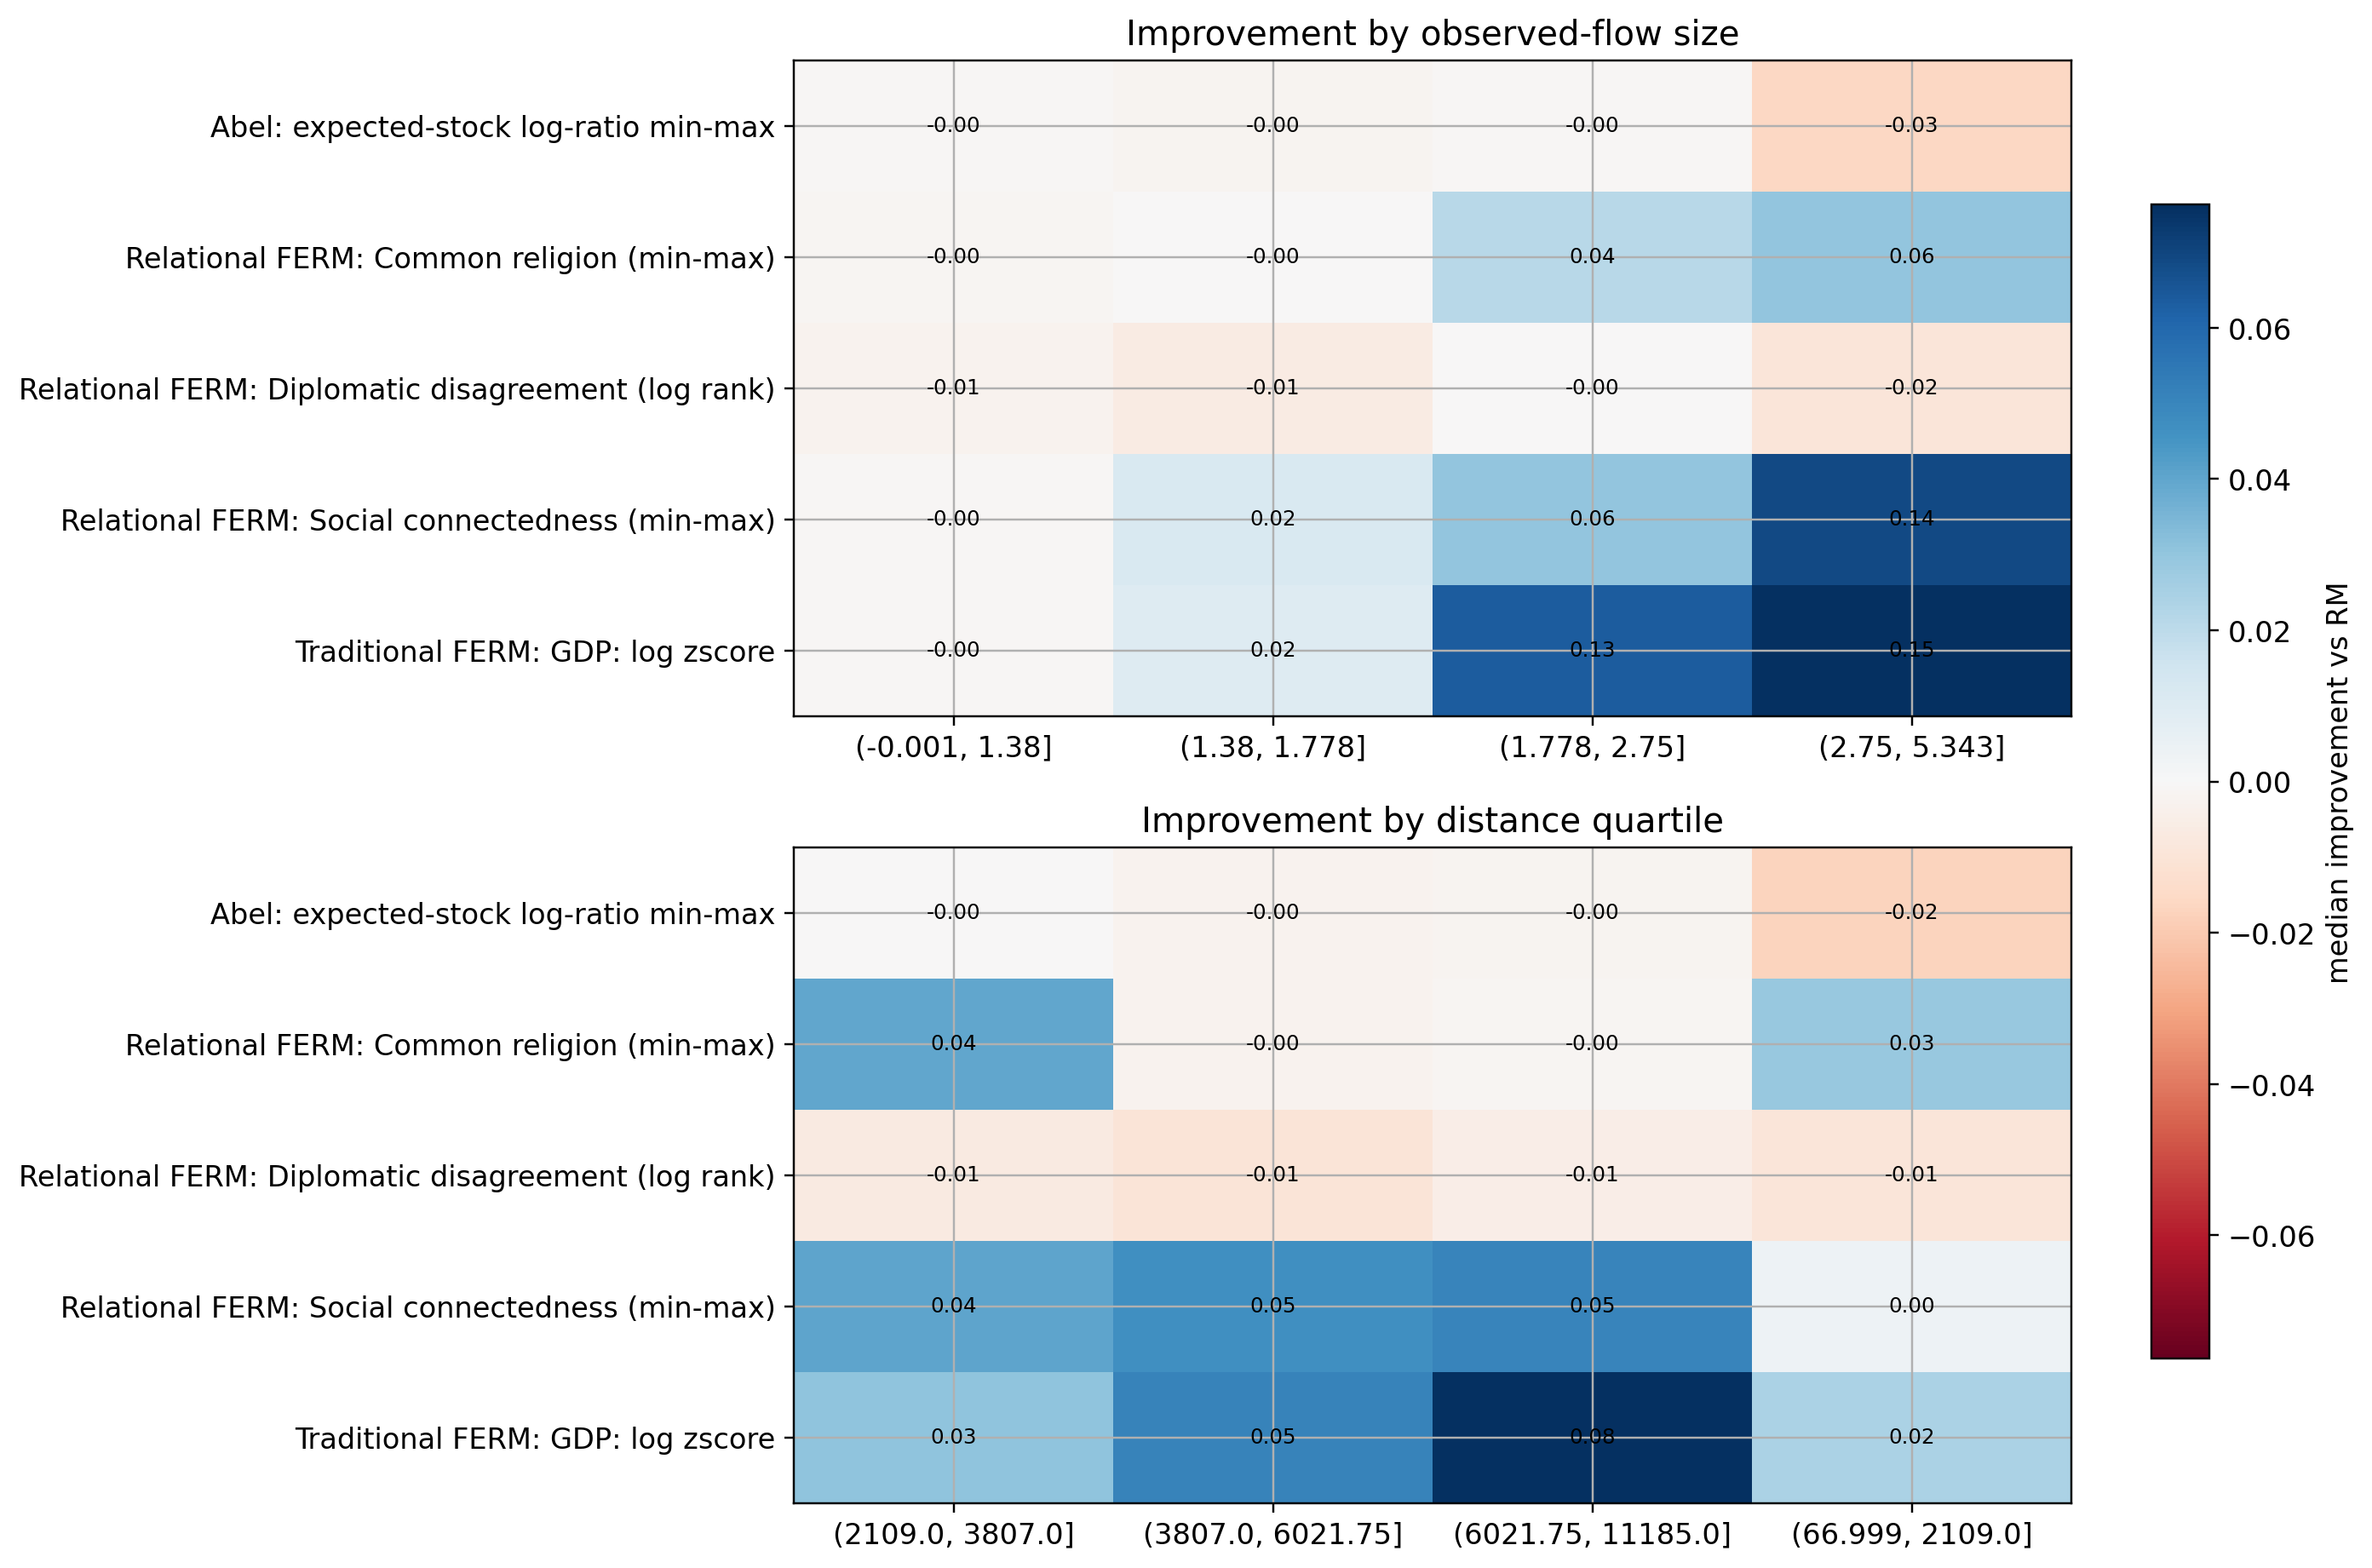 Improvement by observed-flow size
Abel: expected-stock log-ratio min-max
-0.00 -0.00 -0.00 -0.03
Relational FERM: Common religion (min-max)
-0.00 -0.00 0.04 0.06
Relational FERM: Diplomatic disagreement (log rank)
-0.01 -0.01 -0.00 -0.02
Relational FERM: Social connectedness (min-max)
-0.00 0.02 0.06 0.14
Traditional FERM: GDP: log zscore
-0.00 0.02 0.13 0.15
(-0.001, 1.38] (1.38, 1.778] (1.778, 2.75] (2.75, 5.343]
Improvement by distance quartile
Abel: expected-stock log-ratio min-max
-0.00 -0.00 -0.00 -0.02
Relational FERM: Common religion (min-max)
0.04 -0.00 -0.00 0.03
Relational FERM: Diplomatic disagreement (log rank)
-0.01 -0.01 -0.01 -0.01
Relational FERM: Social connectedness (min-max)
0.04 0.05 0.05 0.00
Traditional FERM: GDP: log zscore
0.03 0.05 0.08 0.02
(2109.0, 3807.0] (3807.0, 6021.75] (6021.75, 11185.0] (66.999, 2109.0]
0.06
0.04
0.02
0.00
−0.02
−0.04
−0.06
median improvement vs RM